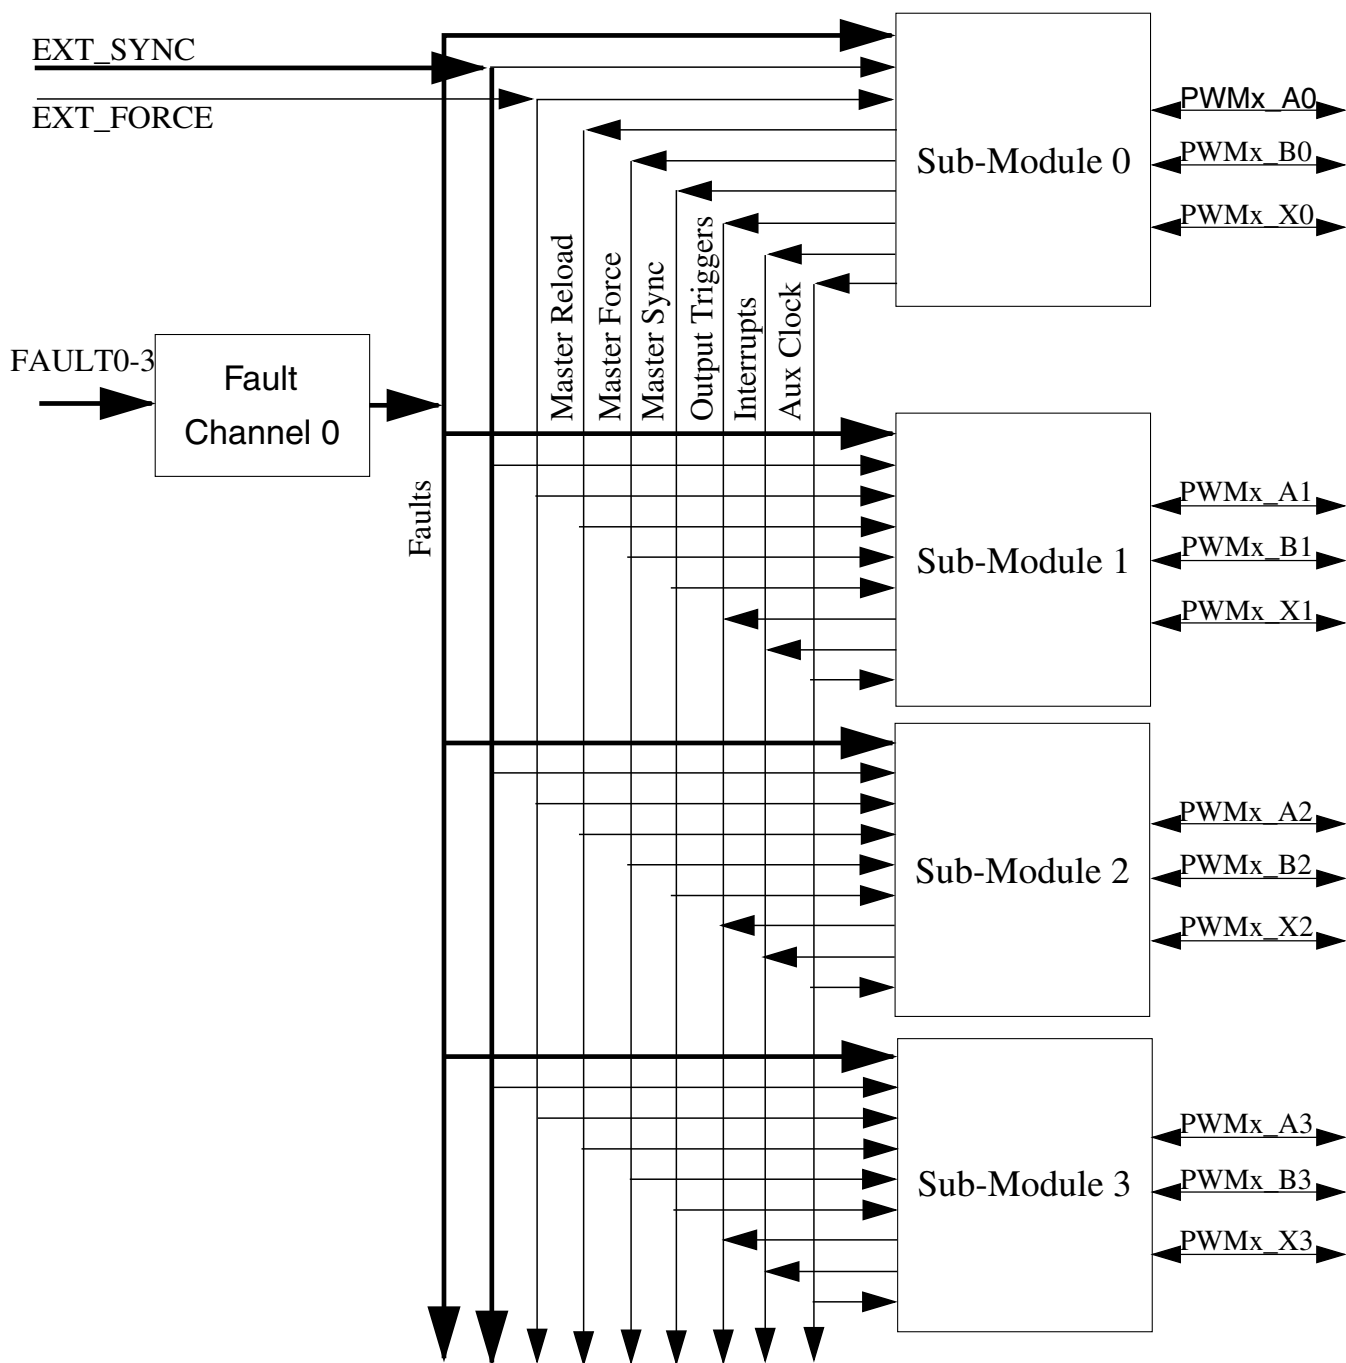 EXT_SYNC
EXT_FORCE
PWMx_A0
Sub-Module 0
PWMx_B0
PWMx_X0
Master Reload
Master Force
Master Sync
Output Triggers
Interrupts
Aux Clock
FAULT0-3
Fault
Channel 0
Faults
PWMx_A1
Sub-Module 1
PWMx_B1
PWMx_X1
PWMx_A2
Sub-Module 2
PWMx_B2
PWMx_X2
PWMx_A3
Sub-Module 3
PWMx_B3
PWMx_X3